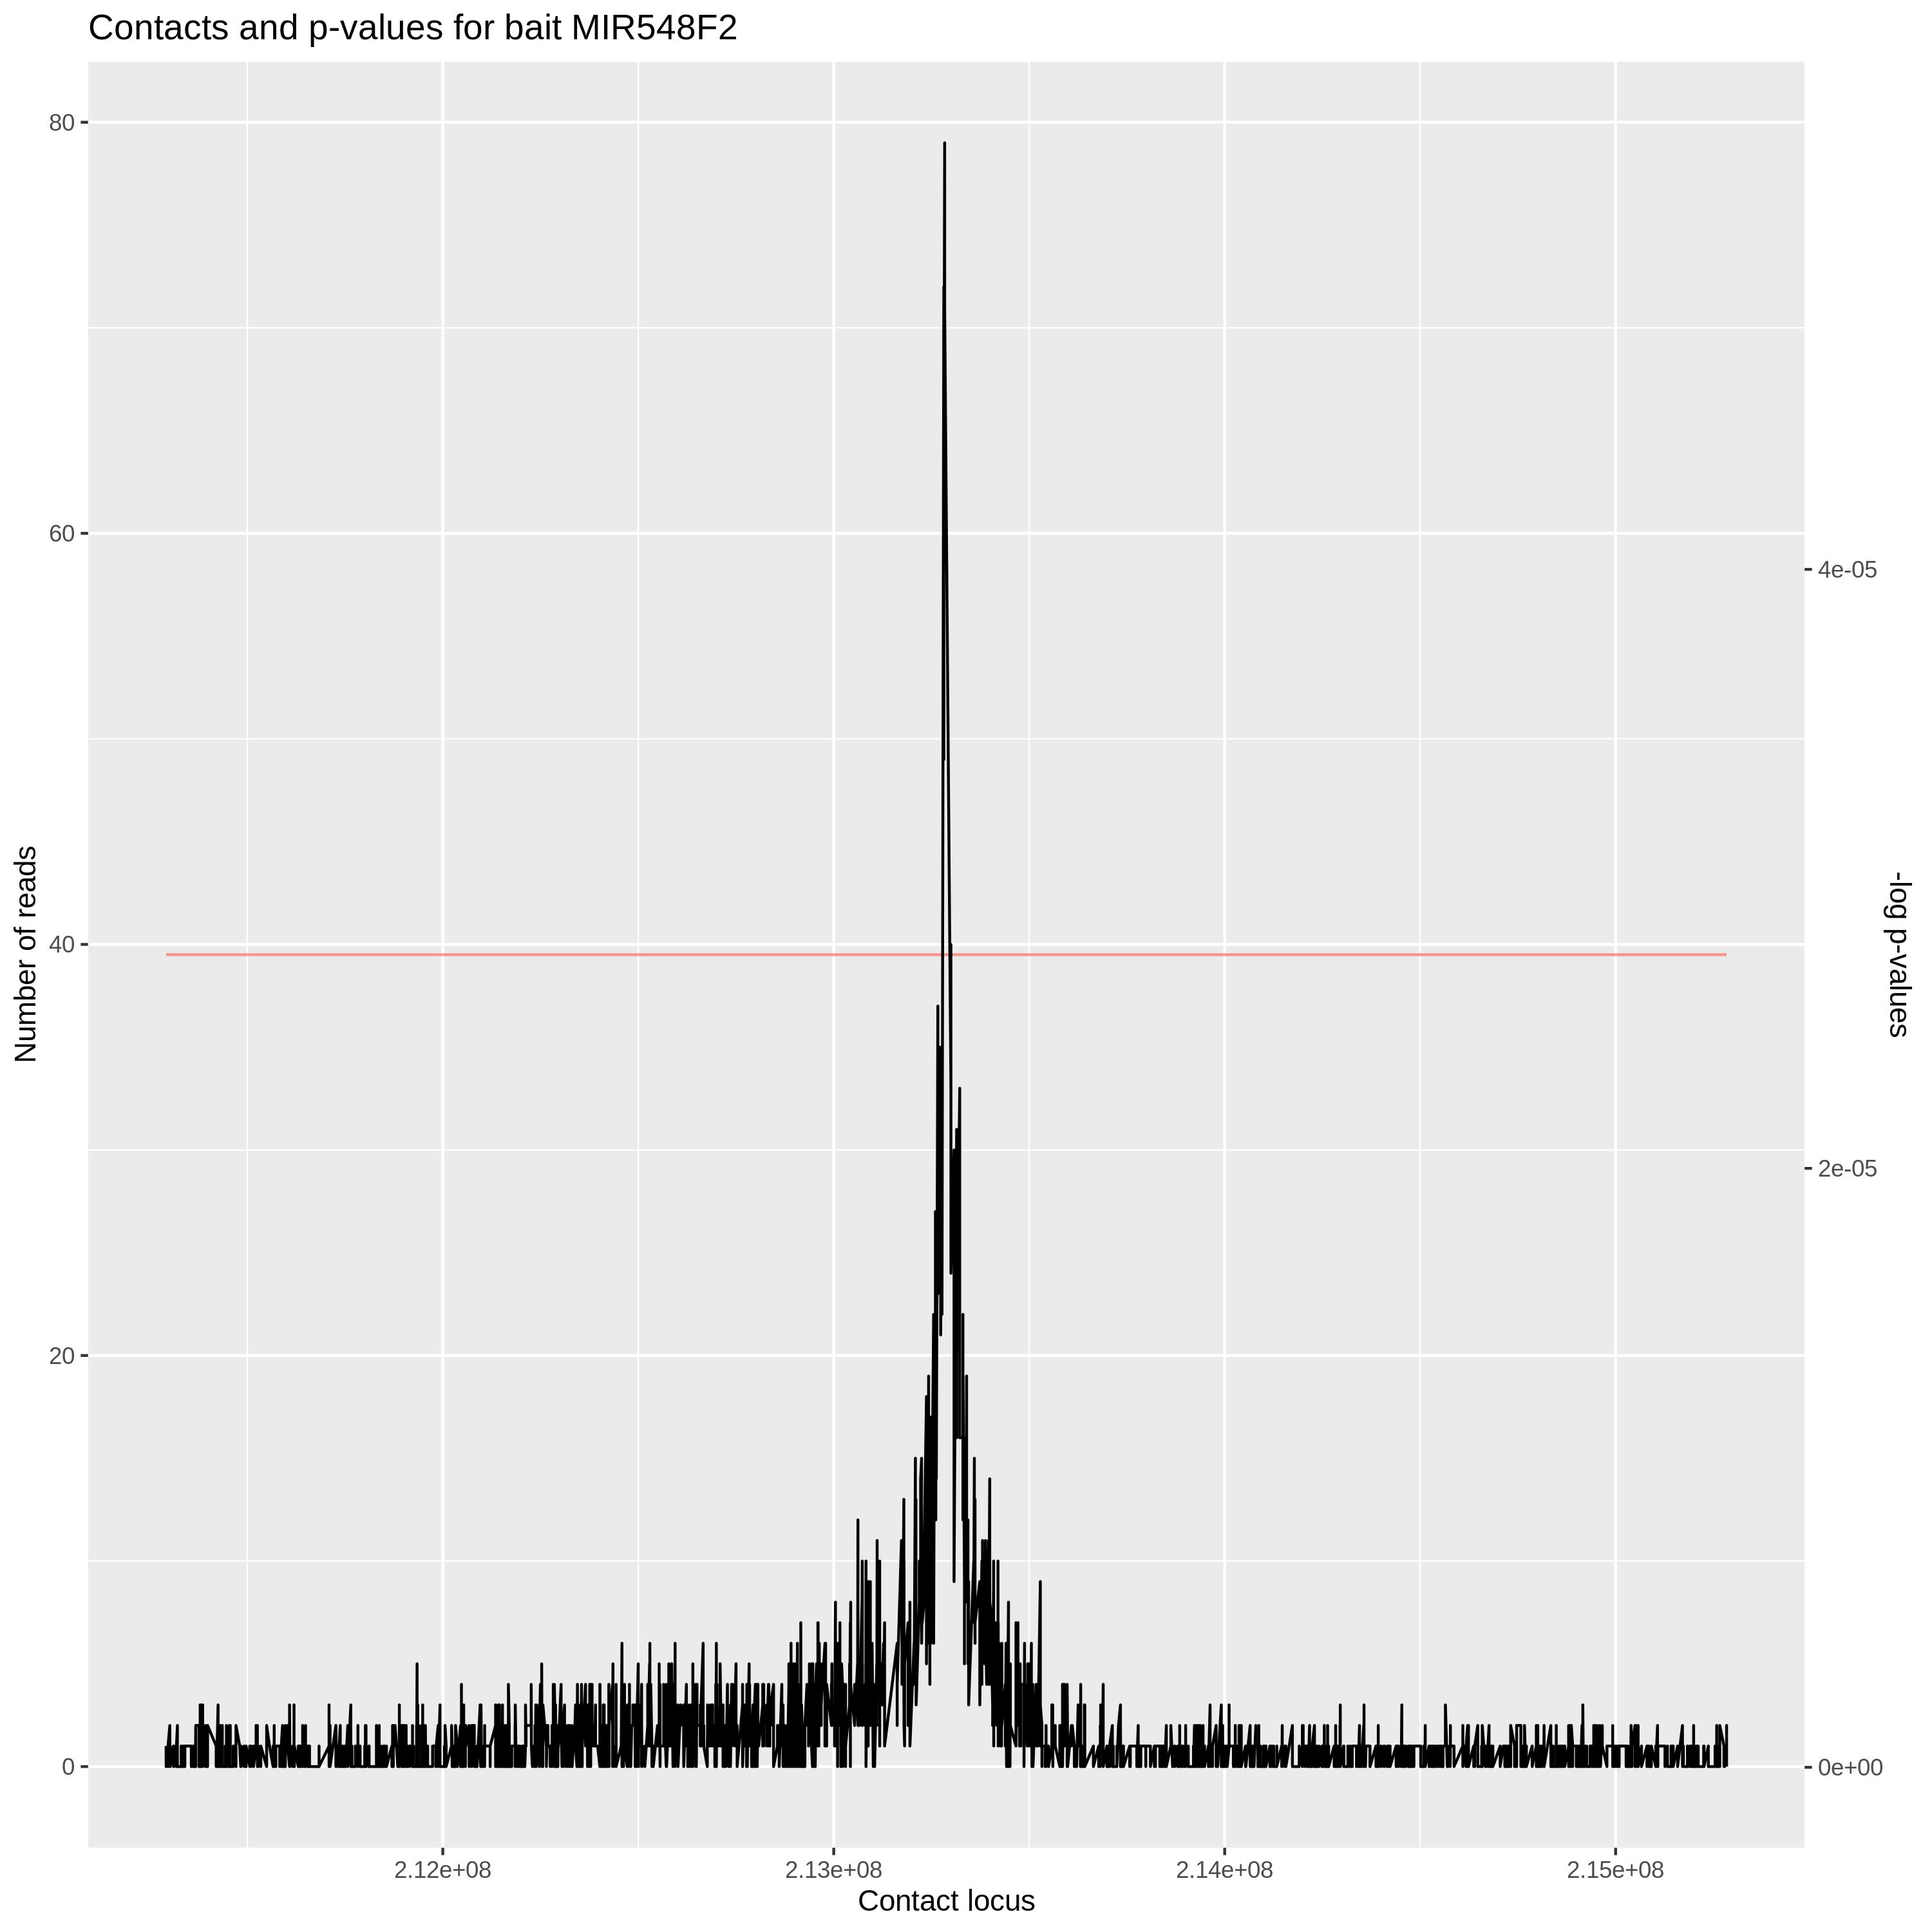 Contacts and p-values for bait MIR548F2
80
60
40
20
0
Number of reads
4e-05
2e-05
0e+00
-log p-values
2.12e+08
2.13e+08
2.14e+08
2.15e+08
Contact locus